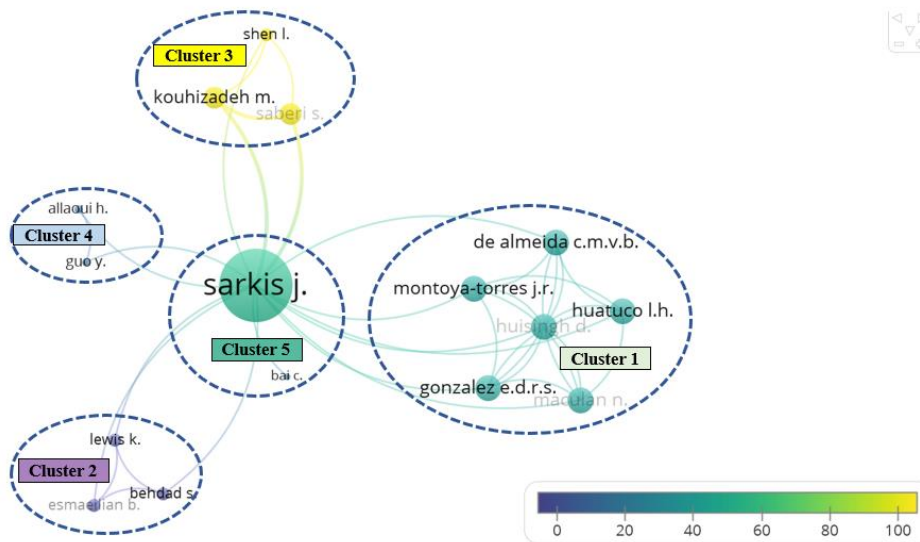 shen l.
Cluster 3
kouhizadeh m.
saberi s.
allaoui h.
Cluster 4
guo y.
sarkis j.
Cluster 5
bai c.
de almeida c.m.v.b.
montoya-torres j.r.
huatuco l.h.
huisingh d.
Cluster 1
gonzalez e.d.r.s.
maculan n.
lewis k.
Cluster 2
behdad s.
esmaeilian b.
0 20 40 60 80 100